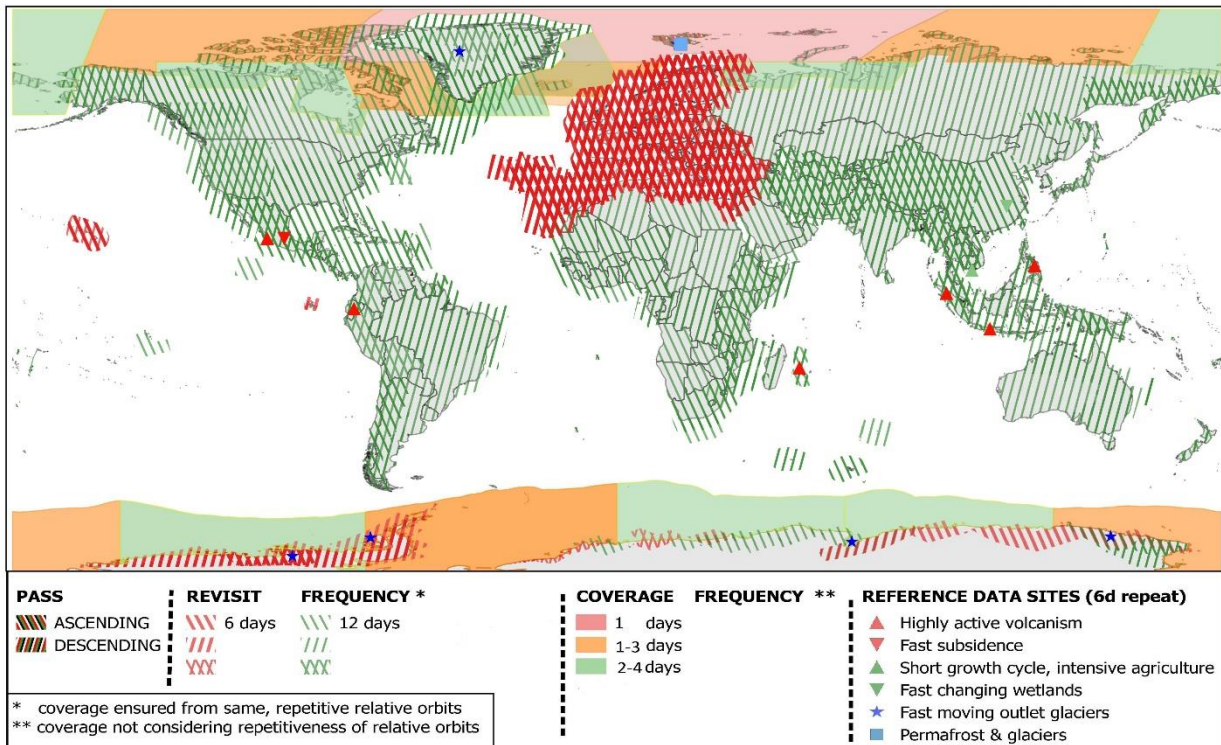 PASS
ASCENDING
DESCENDING
REVISIT FREQUENCY *
6 days 12 days
COVERAGE FREQUENCY **
1 days
1-3 days
2-4 days
REFERENCE DATA SITES (6d repeat)
Highly active volcanism
Fast subsidence
Short growth cycle, intensive agriculture
Fast changing wetlands
Fast moving outlet glaciers
Permafrost & glaciers
* coverage ensured from same, repetitive relative orbits
** coverage not considering repetitiveness of relative orbits